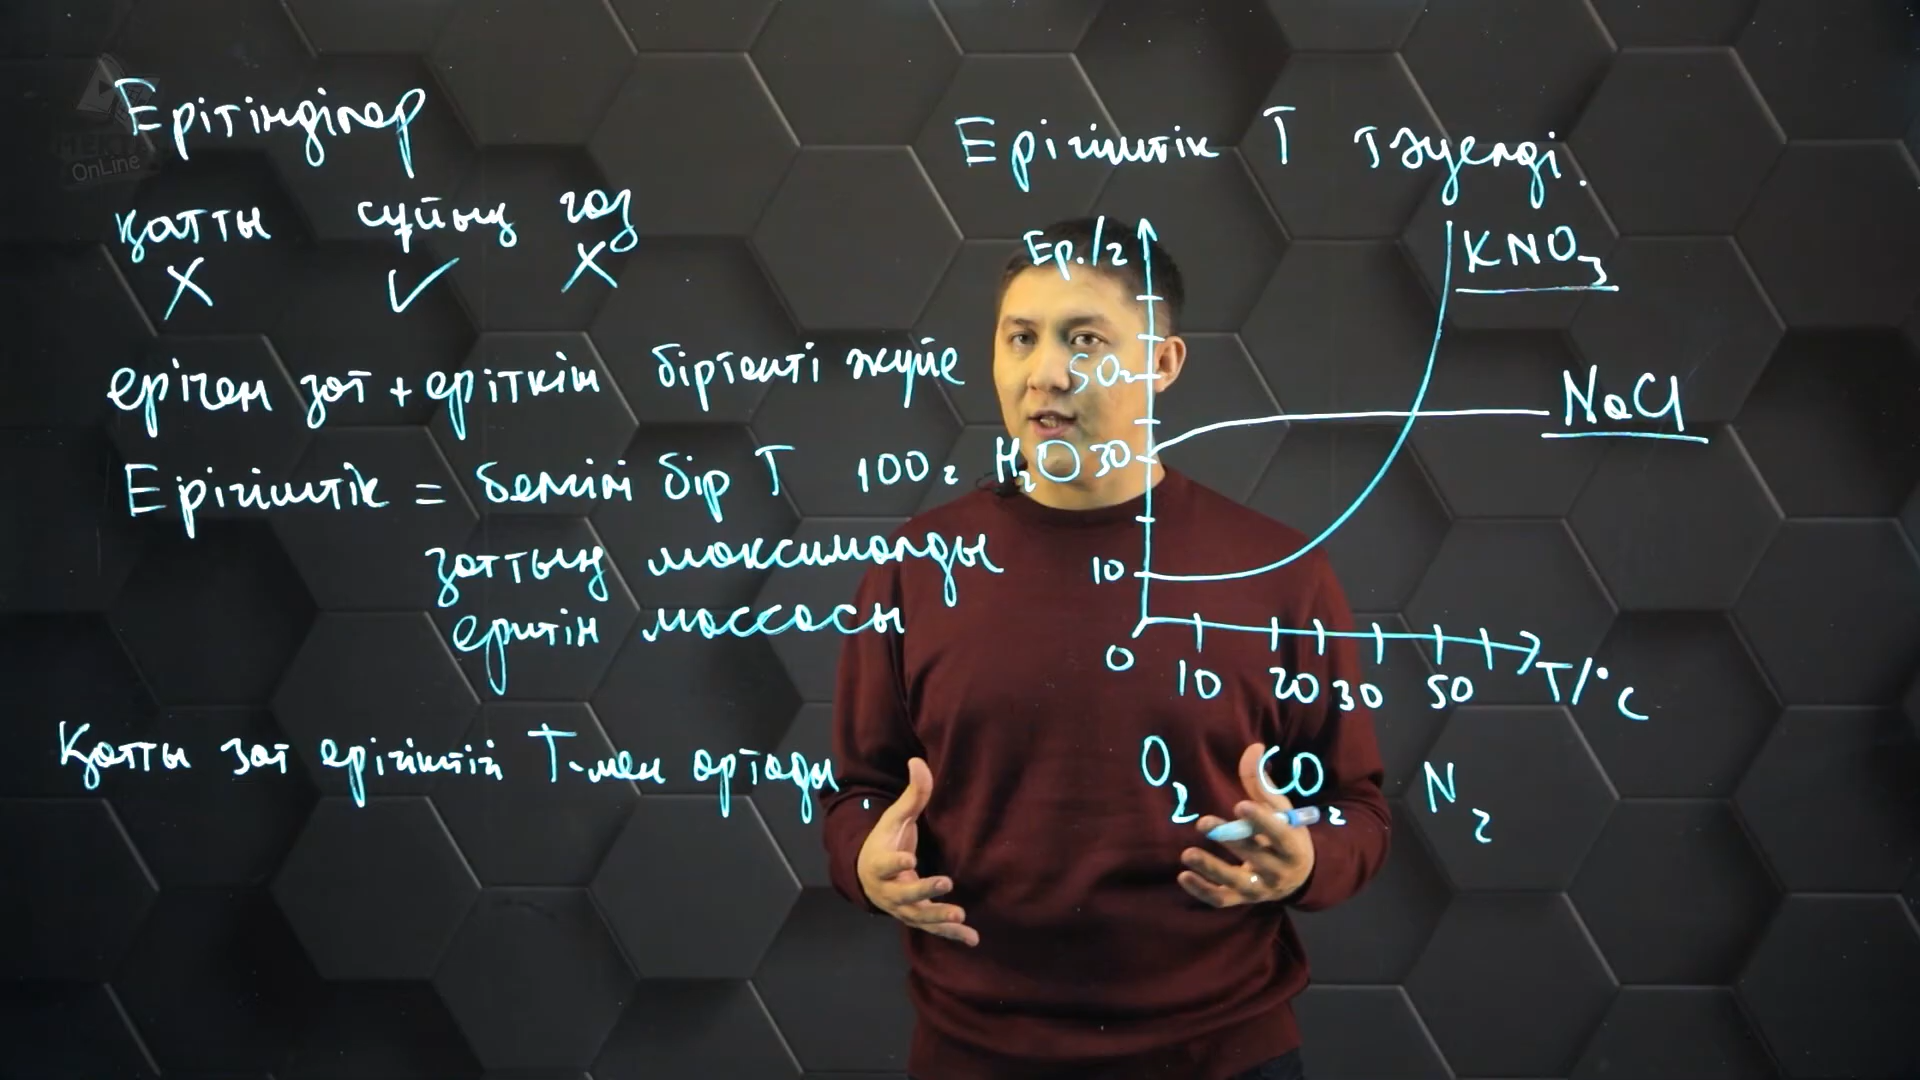 Ерітінділер
қатты сұйық газ
X ✓ X
еріген зат + еріткіш біртекті жүйе
Ерігіштік = белгілі бір T 100г H₂O
заттың максималды
еритін массасы
Қатты зат ерігіштігі T-мен артады.
Ерігіштік T тәуелді.
Ер./г
KNO₃
50
NaCl
30
10
0 10 20 30 50 T/°C
O₂ CO₂ N₂
OnLine